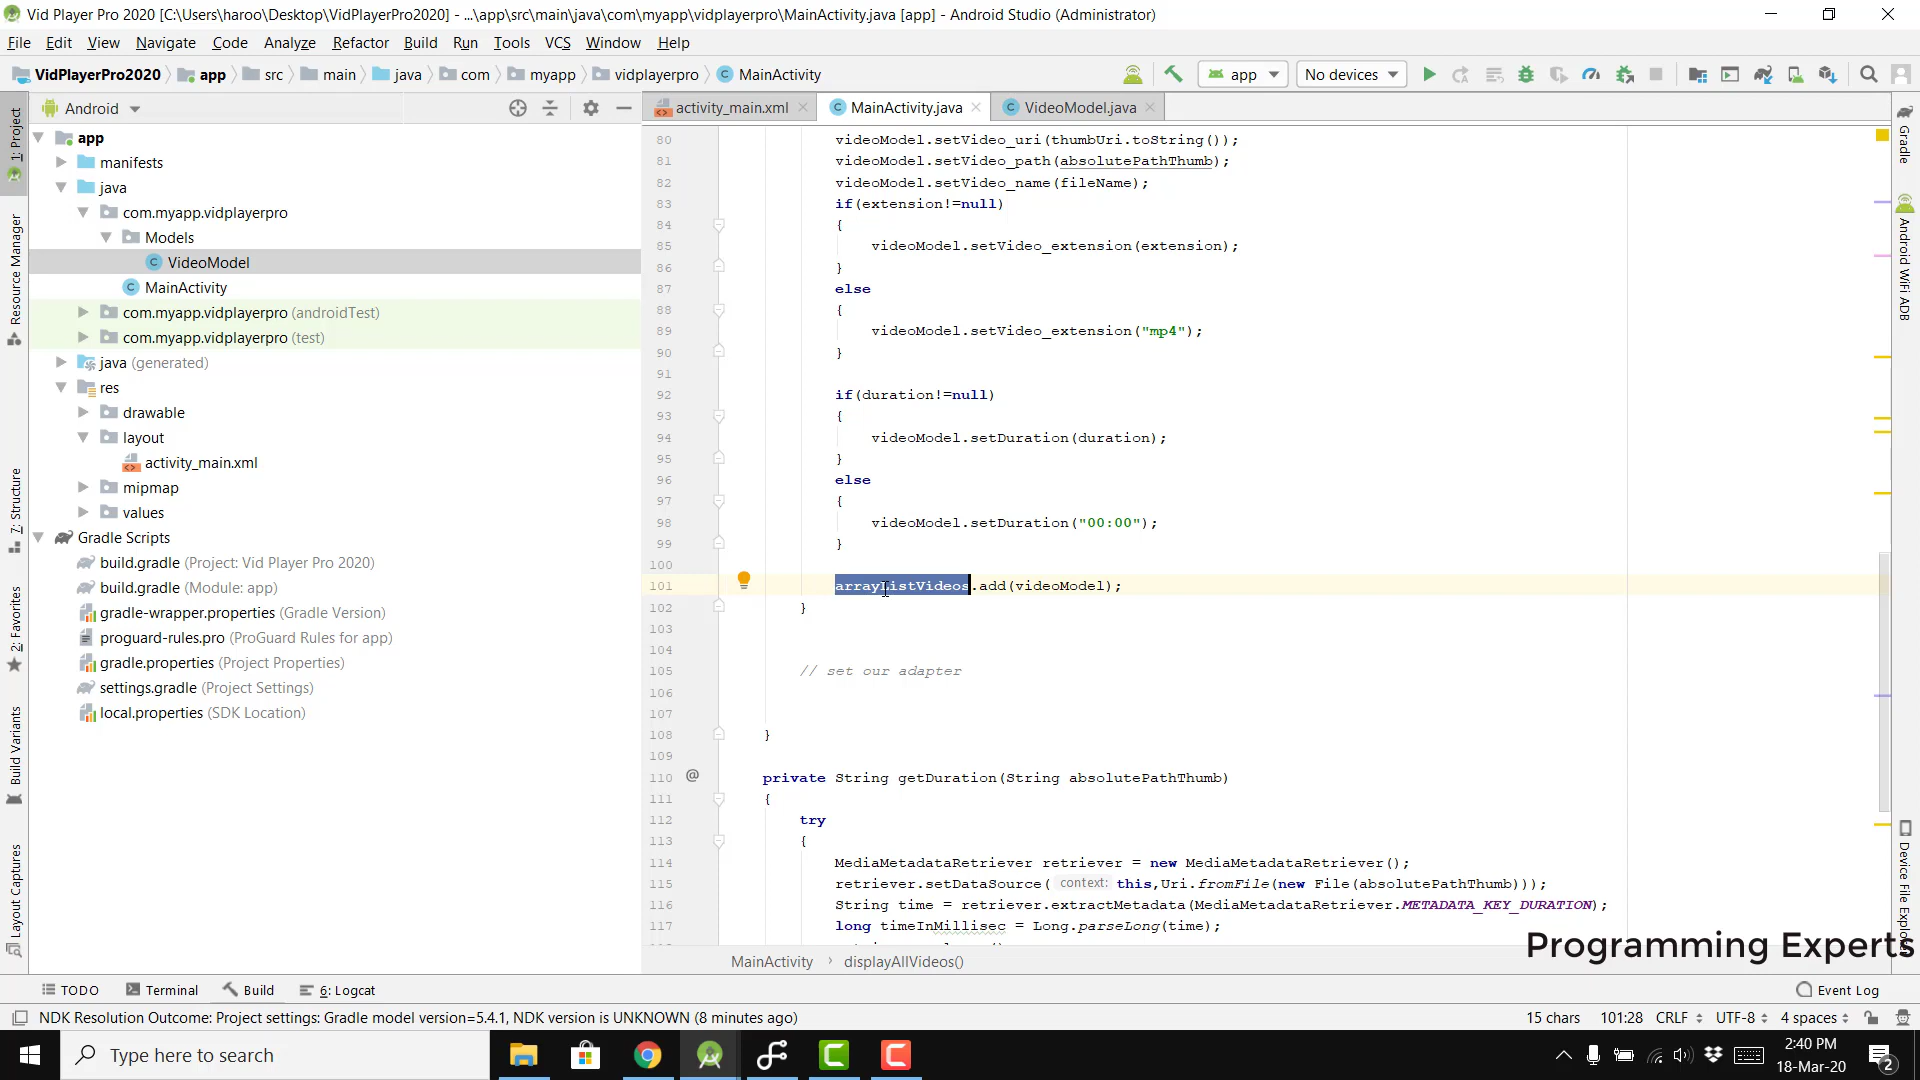 Vid Player Pro 2020 [C:\Users\haroo\Desktop\VidPlayerPro2020] - ...\app\src\main\java\com\myapp\vidplayerpro\MainActivity.java [app] - Android Studio (Administrator)
File Edit View Navigate Code Analyze Refactor Build Run Tools VCS Window Help
VidPlayerPro2020 app src main java com myapp vidplayerpro MainActivity app No devices
Android
activity_main.xml MainActivity.java VideoModel.java
1: Project
Resource Manager
7: Structure
2: Favorites
Build Variants
Layout Captures
app
manifests
java
com.myapp.vidplayerpro
Models
VideoModel
MainActivity
com.myapp.vidplayerpro (androidTest)
com.myapp.vidplayerpro (test)
java (generated)
res
drawable
layout
activity_main.xml
mipmap
values
Gradle Scripts
build.gradle (Project: Vid Player Pro 2020)
build.gradle (Module: app)
gradle-wrapper.properties (Gradle Version)
proguard-rules.pro (ProGuard Rules for app)
gradle.properties (Project Properties)
settings.gradle (Project Settings)
local.properties (SDK Location)
80 videoModel.setVideo_uri(thumbUri.toString());
81 videoModel.setVideo_path(absolutePathThumb);
82 videoModel.setVideo_name(fileName);
83 if(extension!=null)
84 {
85 videoModel.setVideo_extension(extension);
86 }
87 else
88 {
89 videoModel.setVideo_extension("mp4");
90 }
91
92 if(duration!=null)
93 {
94 videoModel.setDuration(duration);
95 }
96 else
97 {
98 videoModel.setDuration("00:00");
99 }
100
101 arrayListVideos.add(videoModel);
102 }
103
104
105 // set our adapter
106
107
108 }
109
110 @ private String getDuration(String absolutePathThumb)
111 {
112 try
113 {
114 MediaMetadataRetriever retriever = new MediaMetadataRetriever();
115 retriever.setDataSource( context: this,Uri.fromFile(new File(absolutePathThumb)));
116 String time = retriever.extractMetadata(MediaMetadataRetriever.METADATA_KEY_DURATION);
117 long timeInMillisec = Long.parseLong(time);
MainActivity displayAllVideos()
Gradle
Android WiFi ADB
Device File Explorer
Programming Experts
TODO Terminal Build 6: Logcat Event Log
NDK Resolution Outcome: Project settings: Gradle model version=5.4.1, NDK version is UNKNOWN (8 minutes ago) 15 chars 101:28 CRLF UTF-8 4 spaces
Type here to search
2:40 PM
18-Mar-20
2